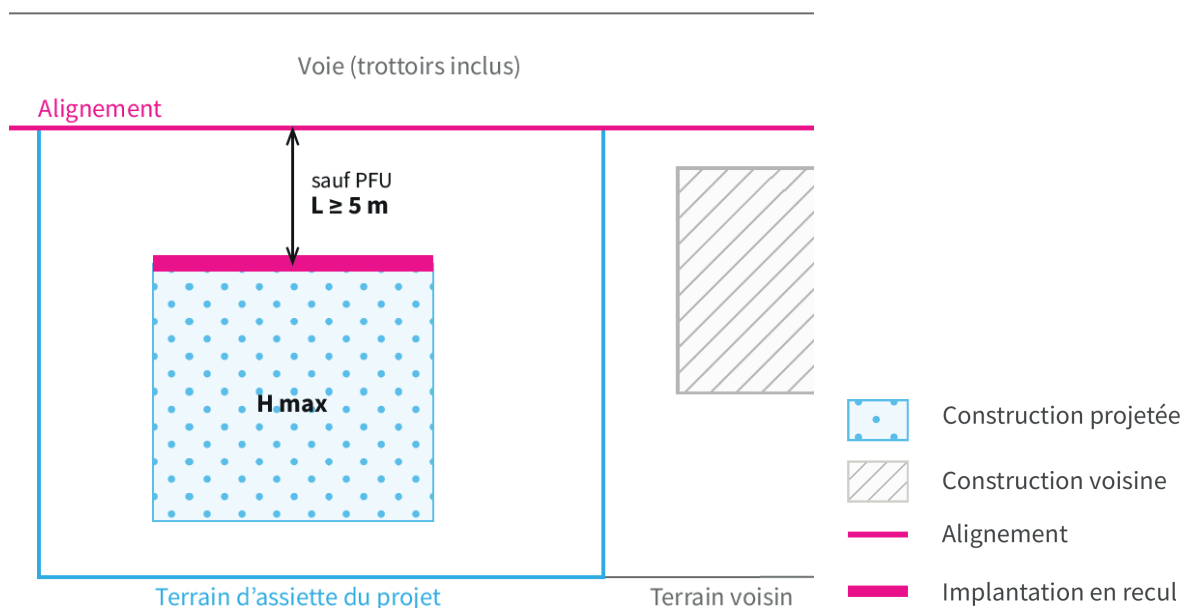 Voie (trottoirs inclus)
Alignement
sauf PFU
L ≥ 5 m
H max
Terrain d’assiette du projet
Terrain voisin
Construction projetée
Construction voisine
Alignement
Implantation en recul